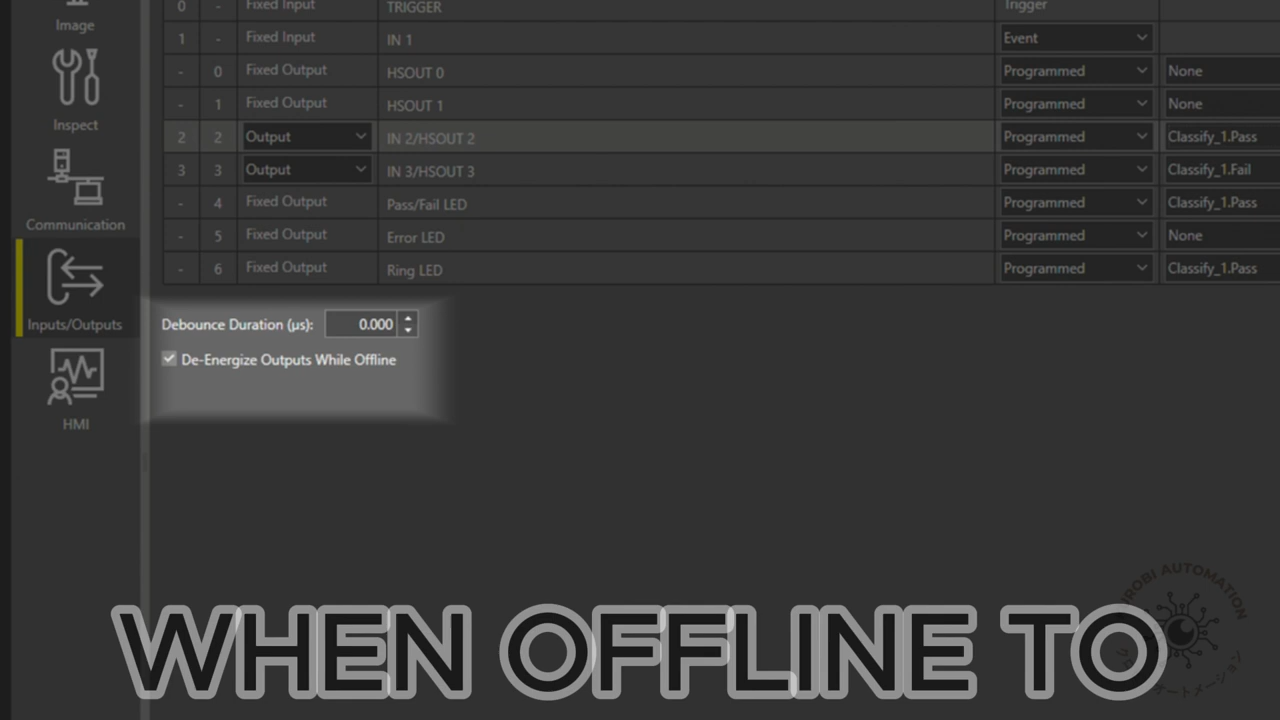 Image
Inspect
Communication
Inputs/Outputs
HMI
0 - Fixed Input TRIGGER Trigger
1 - Fixed Input IN 1 Event
- 0 Fixed Output HSOUT 0 Programmed None
- 1 Fixed Output HSOUT 1 Programmed None
2 2 Output IN 2/HSOUT 2 Programmed Classify_1.Pass
3 3 Output IN 3/HSOUT 3 Programmed Classify_1.Fail
- 4 Fixed Output Pass/Fail LED Programmed Classify_1.Pass
- 5 Fixed Output Error LED Programmed None
- 6 Fixed Output Ring LED Programmed Classify_1.Pass
Debounce Duration (µs): 0.000
De-Energize Outputs While Offline
WHEN OFFLINE TO
AUTOMATION